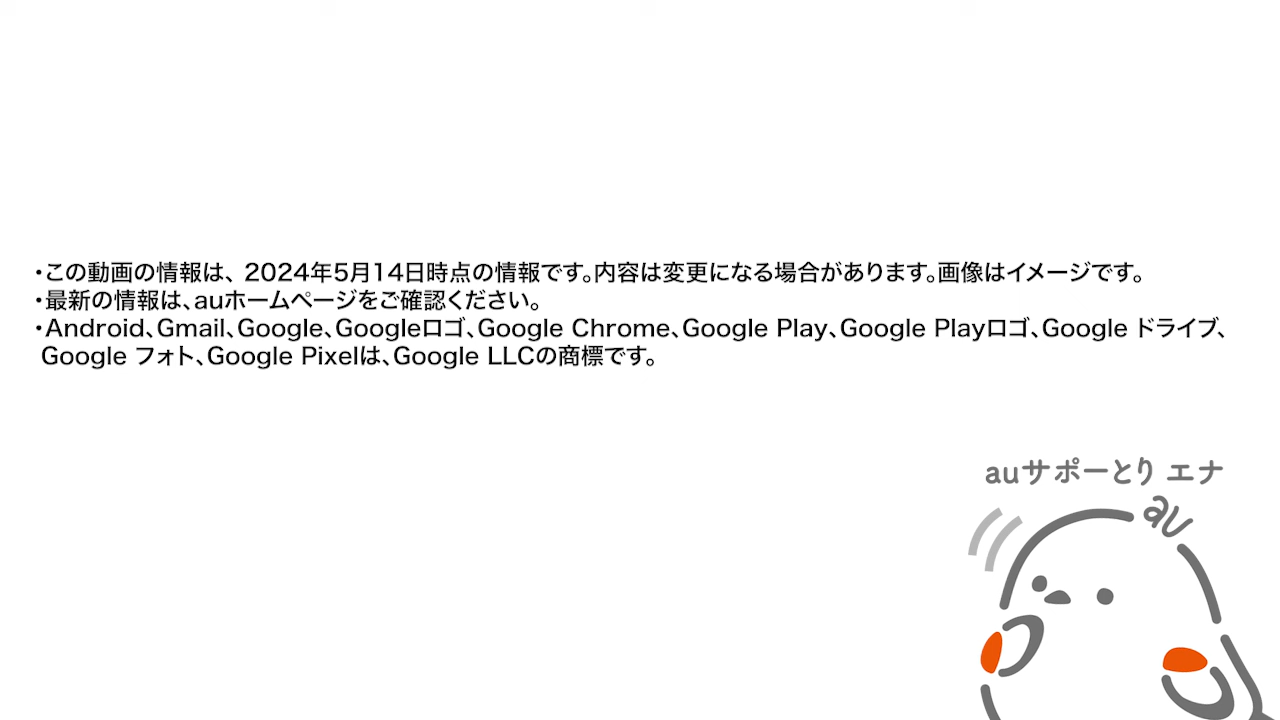 ・この動画の情報は、2024年5月14日時点の情報です。内容は変更になる場合があります。画像はイメージです。
・最新の情報は、auホームページをご確認ください。
・Android、Gmail、Google、Googleロゴ、Google Chrome、Google Play、Google Playロゴ、Google ドライブ、
Google フォト、Google Pixelは、Google LLCの商標です。
auサポーとり エナ
au